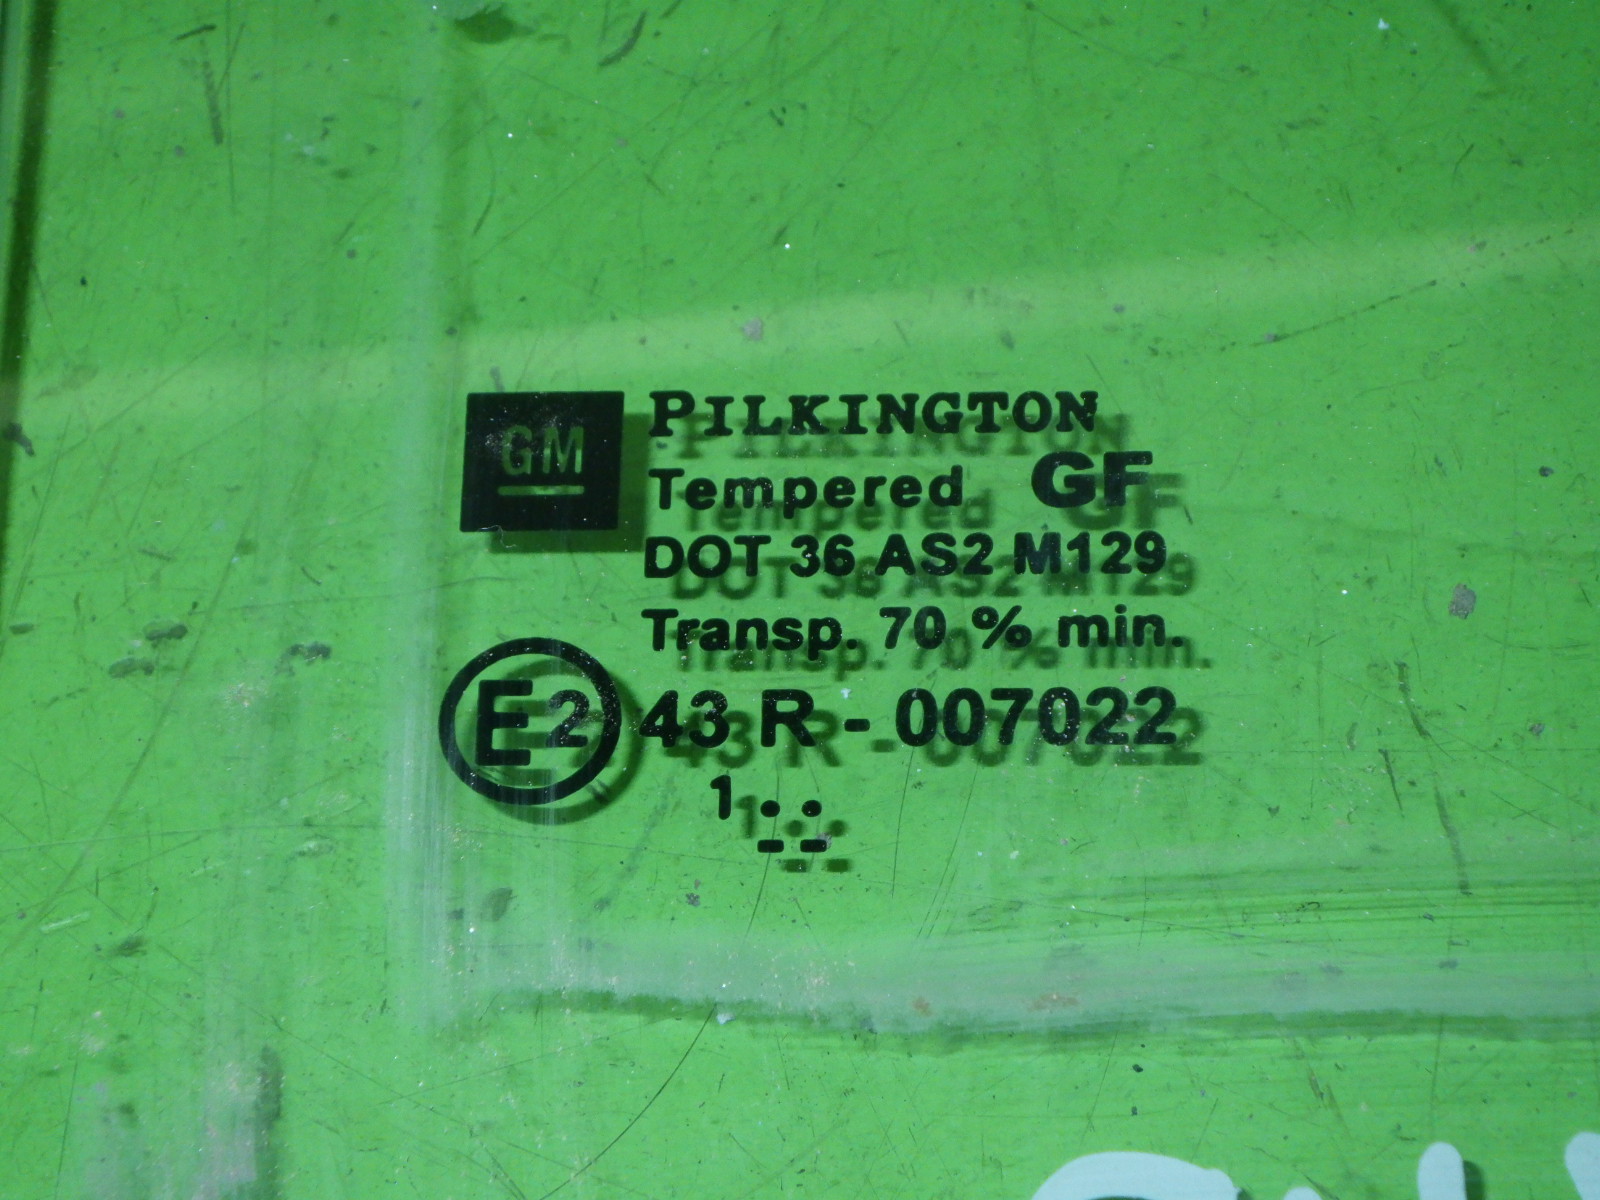 GM
PILKINGTON
Tempered GF
DOT 36 AS2 M129
Transp. 70 % min.
E2 43 R - 007022
1